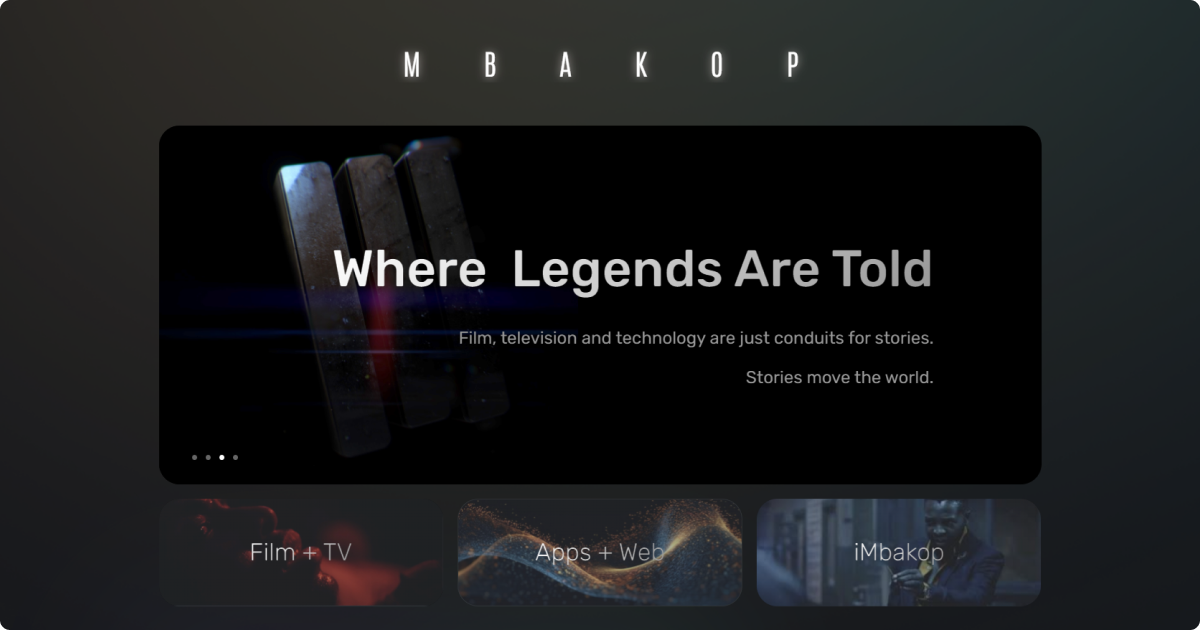 M B A K O P
Where Legends Are Told
Film, television and technology are just conduits for stories.
Stories move the world.
Film + TV
Apps + Web
iMbakop